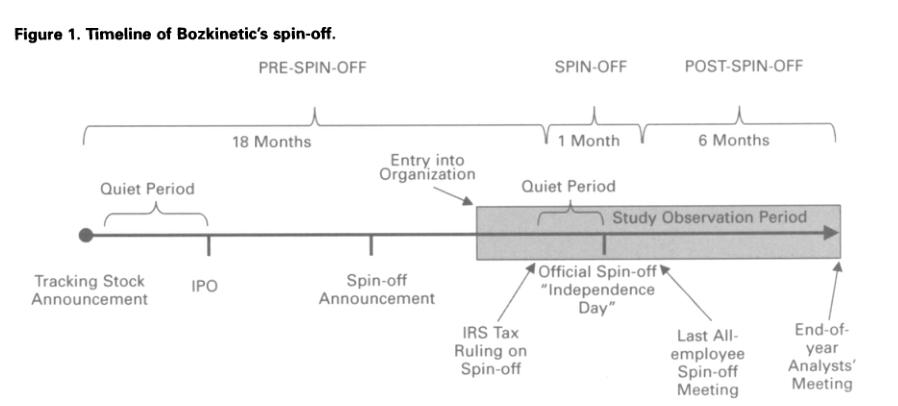 Figure 1. Timeline of Bozkinetic's spin-off.
PRE-SPIN-OFF
SPIN-OFF
POST-SPIN-OFF
18 Months
1 Month
6 Months
Entry into
Organization
Quiet Period
Quiet Period
Study Observation Period
Tracking Stock
Announcement
IPO
Spin-off
Announcement
Official Spin-off
"Independence
Day"
IRS Tax
Ruling on
Spin-off
Last All-
employee
Spin-off
Meeting
End-of-
year
Analysts'
Meeting